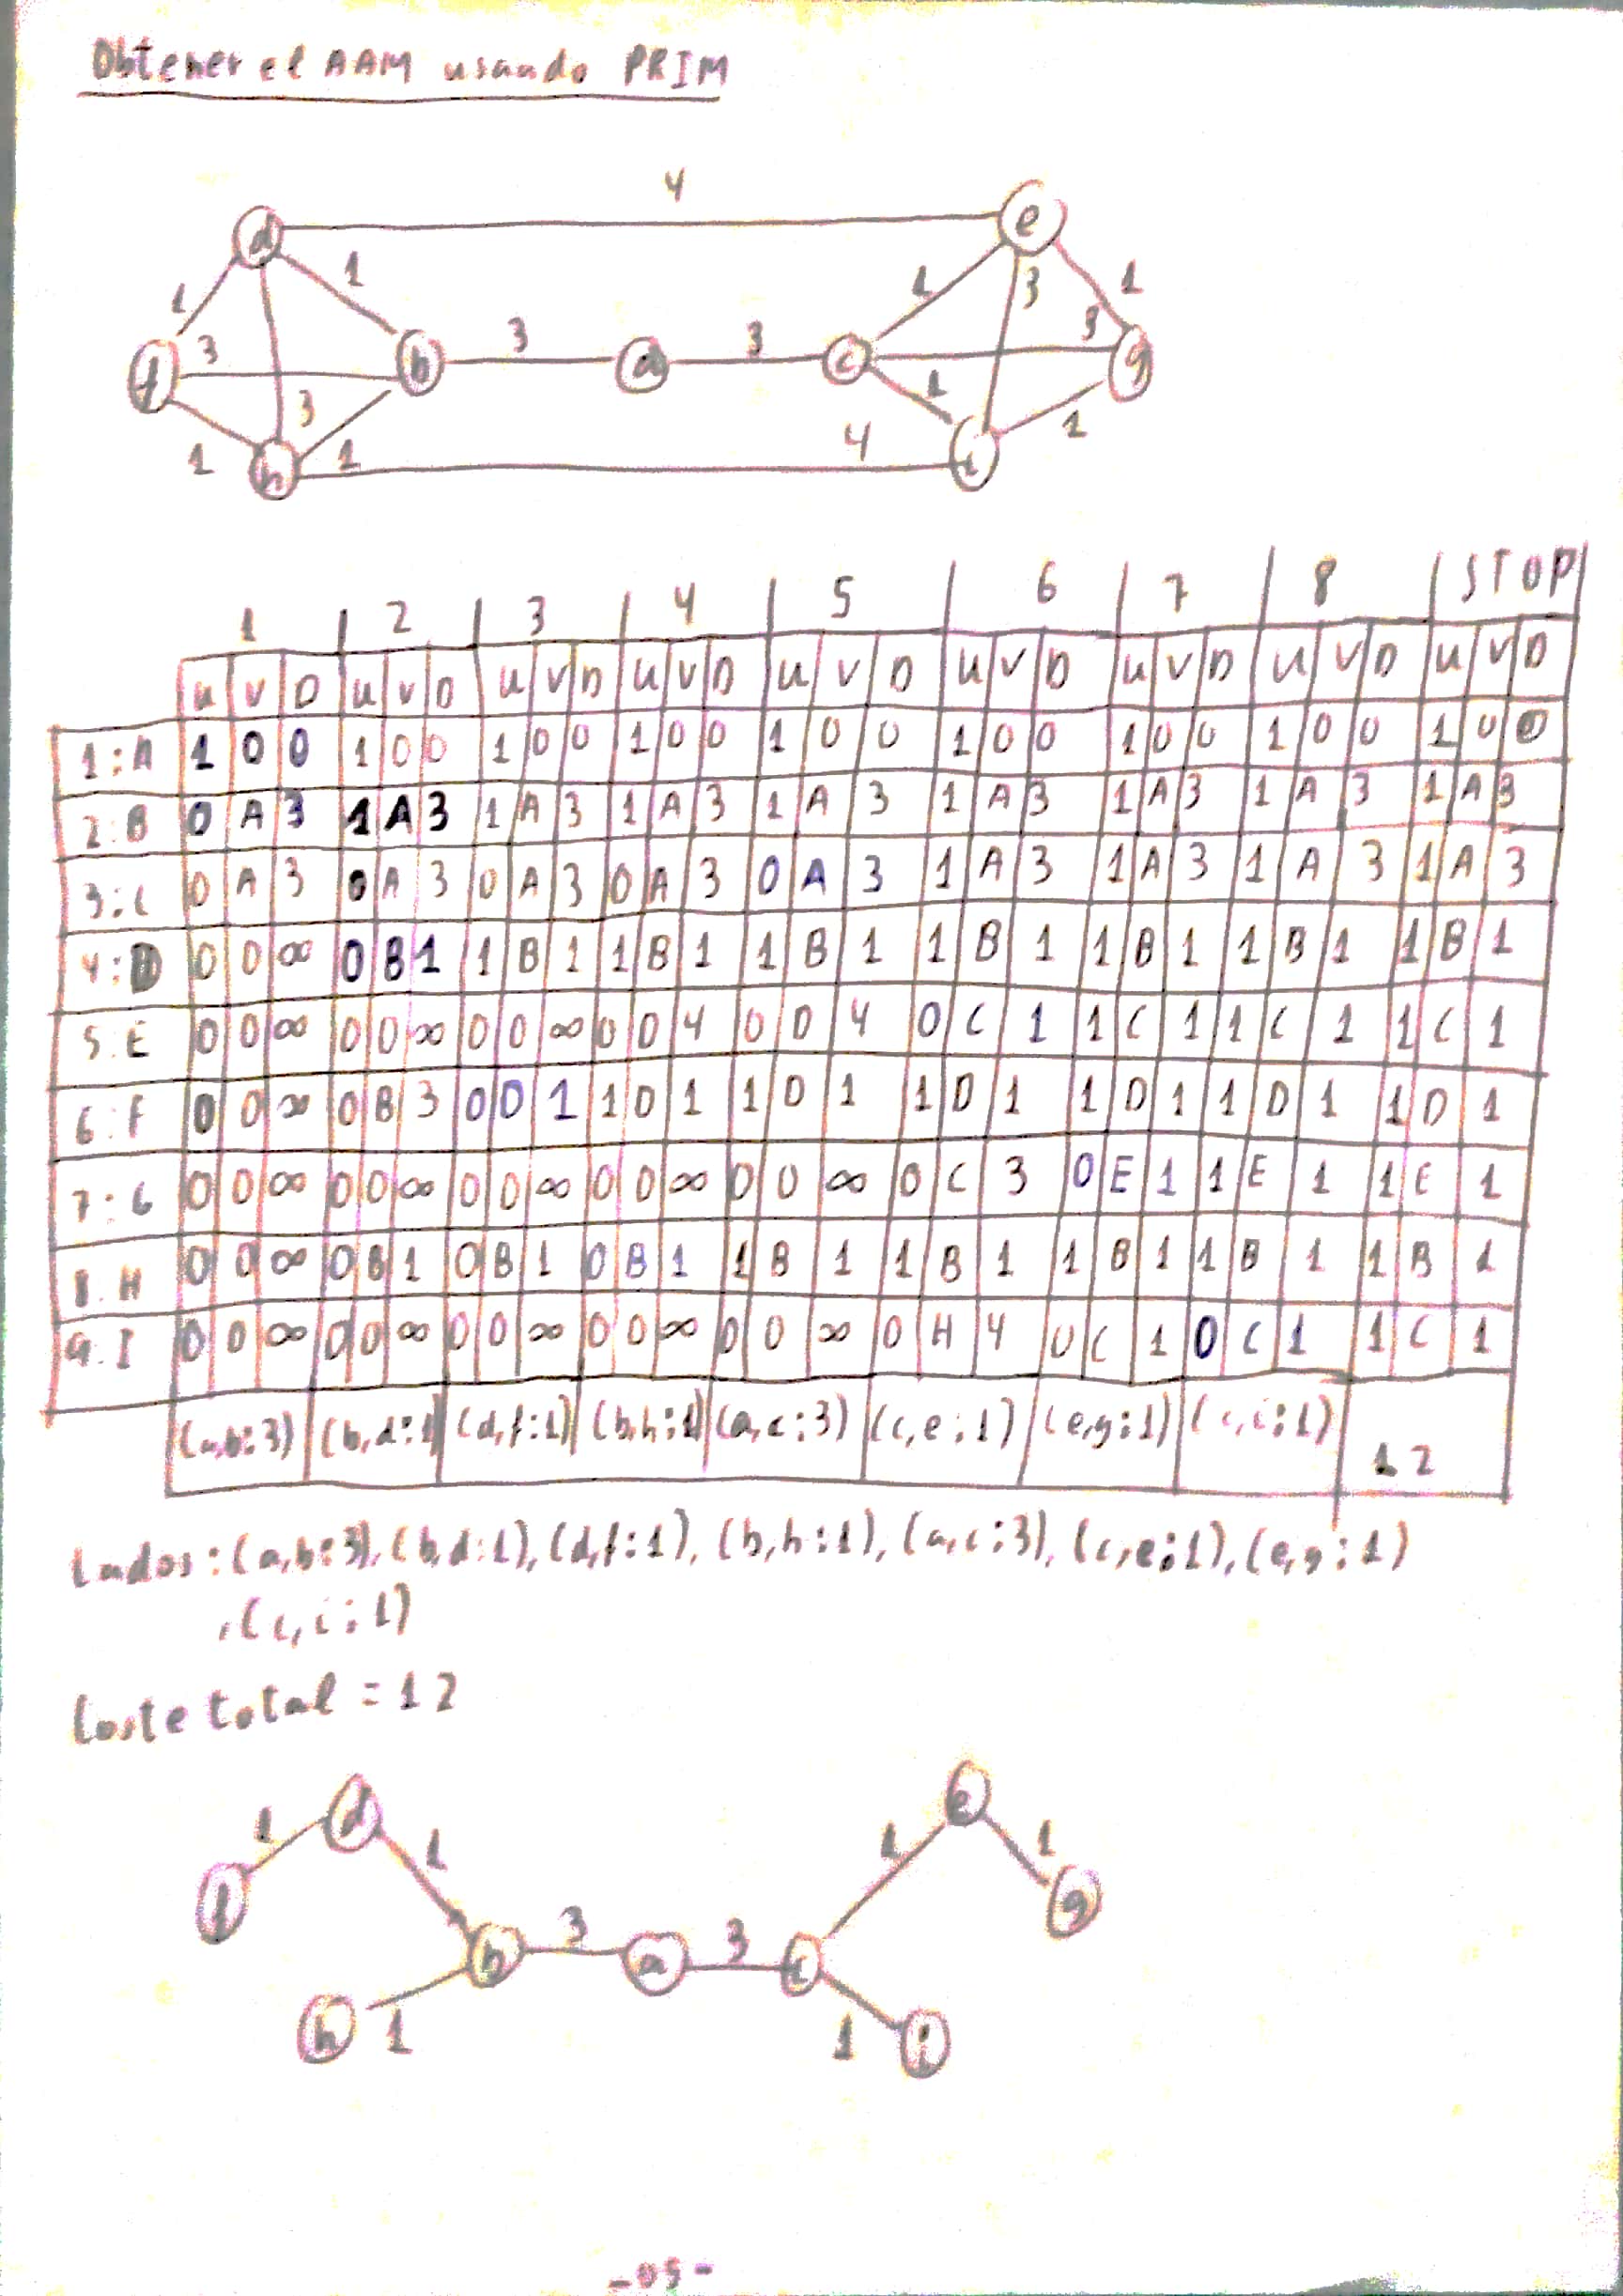 Obtener el AAM usando PRIM
4
d e
1 1 1 3 1
f 3 b 3 a 3 c 3 g
3 1
1 h 1 4 i 1
1 2 3 4 5 6 7 8 STOP
U V D U V D U V D U V D U V D U V D U V D U V D U V D
1:A 1 0 0 1 0 0 1 0 0 1 0 0 1 0 0 1 0 0 1 0 0 1 0 0 1 0 0
2:B 0 A 3 1 A 3 1 A 3 1 A 3 1 A 3 1 A 3 1 A 3 1 A 3 1 A 3
3:C 0 A 3 0 A 3 0 A 3 0 A 3 0 A 3 1 A 3 1 A 3 1 A 3 1 A 3
4:D 0 0 ∞ 0 B 1 1 B 1 1 B 1 1 B 1 1 B 1 1 B 1 1 B 1 1 B 1
5:E 0 0 ∞ 0 0 ∞ 0 0 ∞ 0 D 4 0 D 4 0 C 1 1 C 1 1 C 1 1 C 1
6:F 0 0 ∞ 0 B 3 0 D 1 1 D 1 1 D 1 1 D 1 1 D 1 1 D 1 1 D 1
7:G 0 0 ∞ 0 0 ∞ 0 0 ∞ 0 0 ∞ 0 0 ∞ 0 C 3 0 E 1 1 E 1 1 E 1
8:H 0 0 ∞ 0 B 1 0 B 1 0 B 1 1 B 1 1 B 1 1 B 1 1 B 1 1 B 1
9:I 0 0 ∞ 0 0 ∞ 0 0 ∞ 0 0 ∞ 0 0 ∞ 0 H 4 0 C 1 0 C 1 1 C 1
(a,b:3) (b,d:1) (d,f:1) (b,h:1) (a,c:3) (c,e:1) (e,g:1) (c,i:1) 12
Lados: (a,b:3), (b,d:1), (d,f:1), (b,h:1), (a,c:3), (c,e:1), (e,g:1)
,(c,i:1)
Coste total = 12
d e
1 1 1 1
f g
b 3 a 3 c
h 1 1 i
-05-